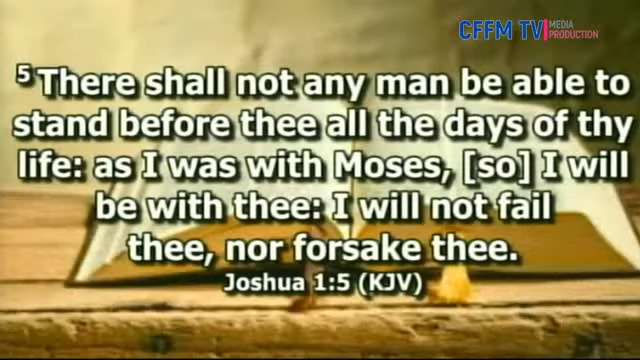 CFFM TV MEDIA PRODUCTION
5 There shall not any man be able to
stand before thee all the days of thy
life: as I was with Moses, [so] I will
be with thee: I will not fail
thee, nor forsake thee.
Joshua 1:5 (KJV)